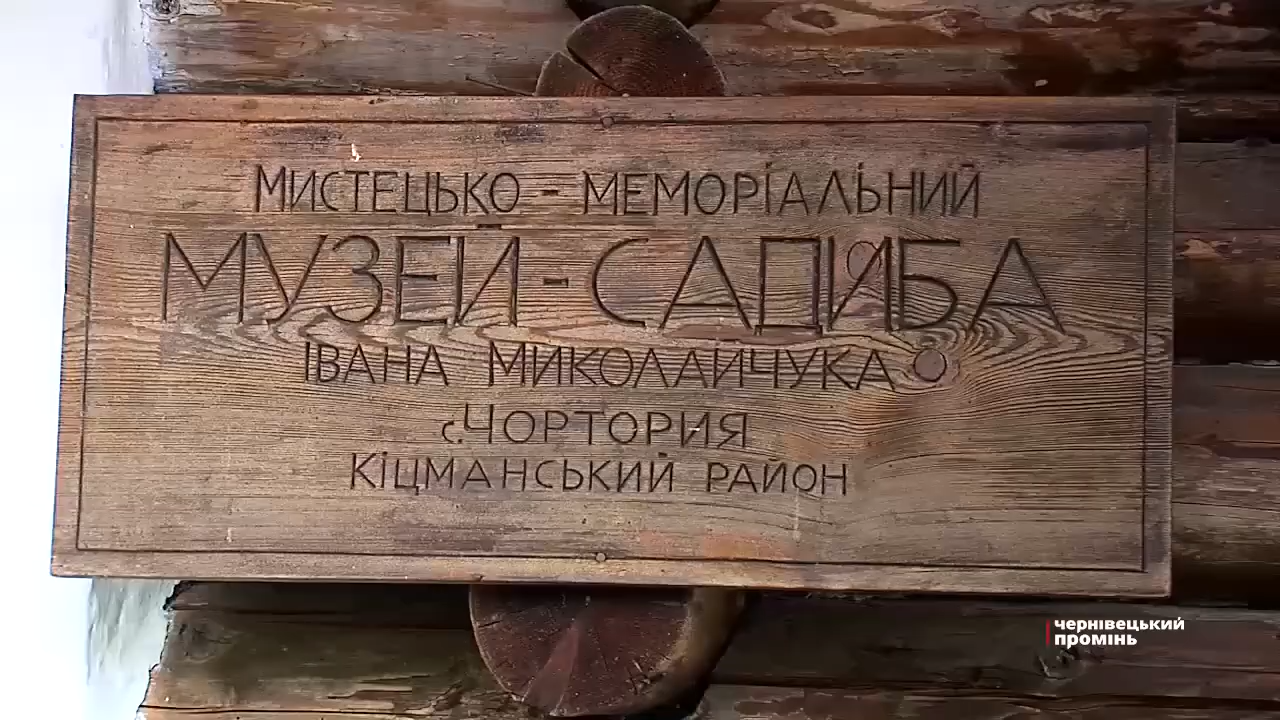 МИСТЕЦЬКО - МЕМОРІАЛЬНИЙ
МУЗЕЙ - САДИБА
ІВАНА МИКОЛАЙЧУКА
с. ЧОРТОРИЯ
КІЦМАНСЬКИЙ РАЙОН
чернівецький
промінь